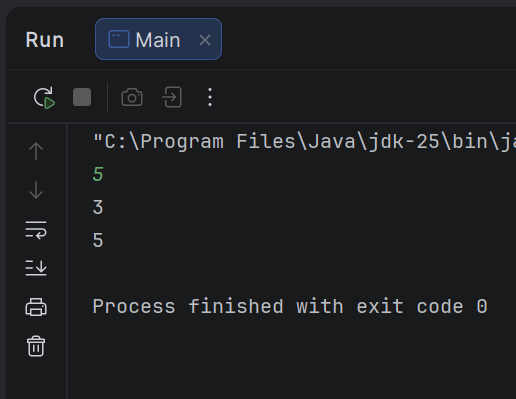 Run Main
"C:\Program Files\Java\jdk-25\bin\ja
5
3
5
Process finished with exit code 0